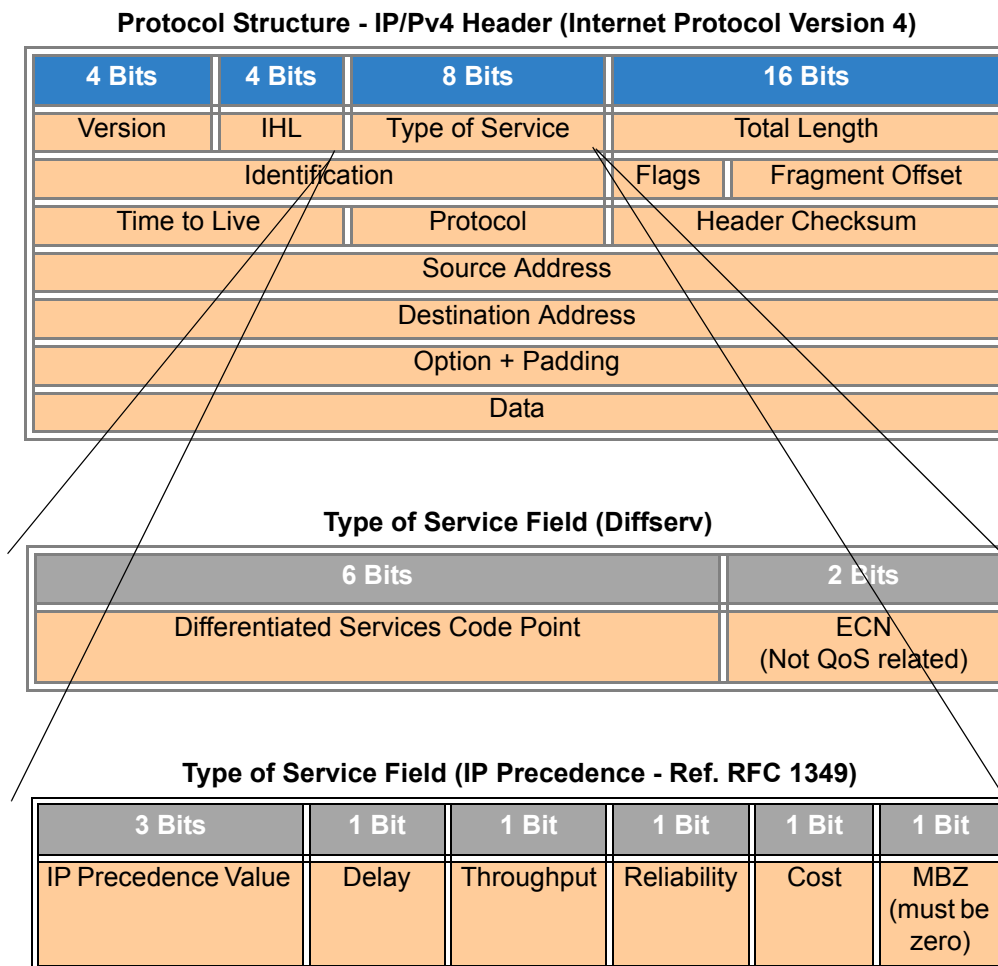 Protocol Structure - IP/Pv4 Header (Internet Protocol Version 4)
4 Bits 4 Bits 8 Bits 16 Bits
Version IHL Type of Service Total Length
Identification Flags Fragment Offset
Time to Live Protocol Header Checksum
Source Address
Destination Address
Option + Padding
Data
Type of Service Field (Diffserv)
6 Bits 2 Bits
Differentiated Services Code Point ECN
(Not QoS related)
Type of Service Field (IP Precedence - Ref. RFC 1349)
3 Bits 1 Bit 1 Bit 1 Bit 1 Bit 1 Bit
IP Precedence Value Delay Throughput Reliability Cost MBZ
(must be
zero)